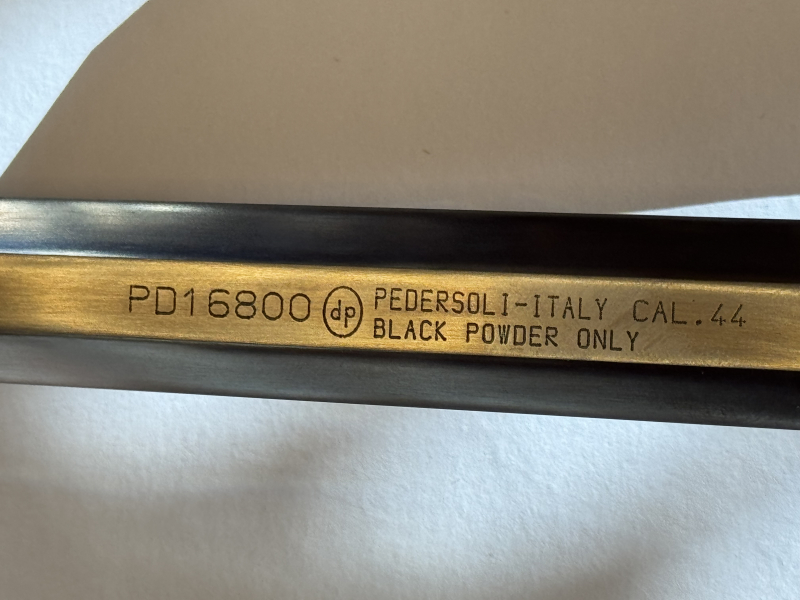 PD16800 dp PEDERSOLI-ITALY CAL.44
BLACK POWDER ONLY